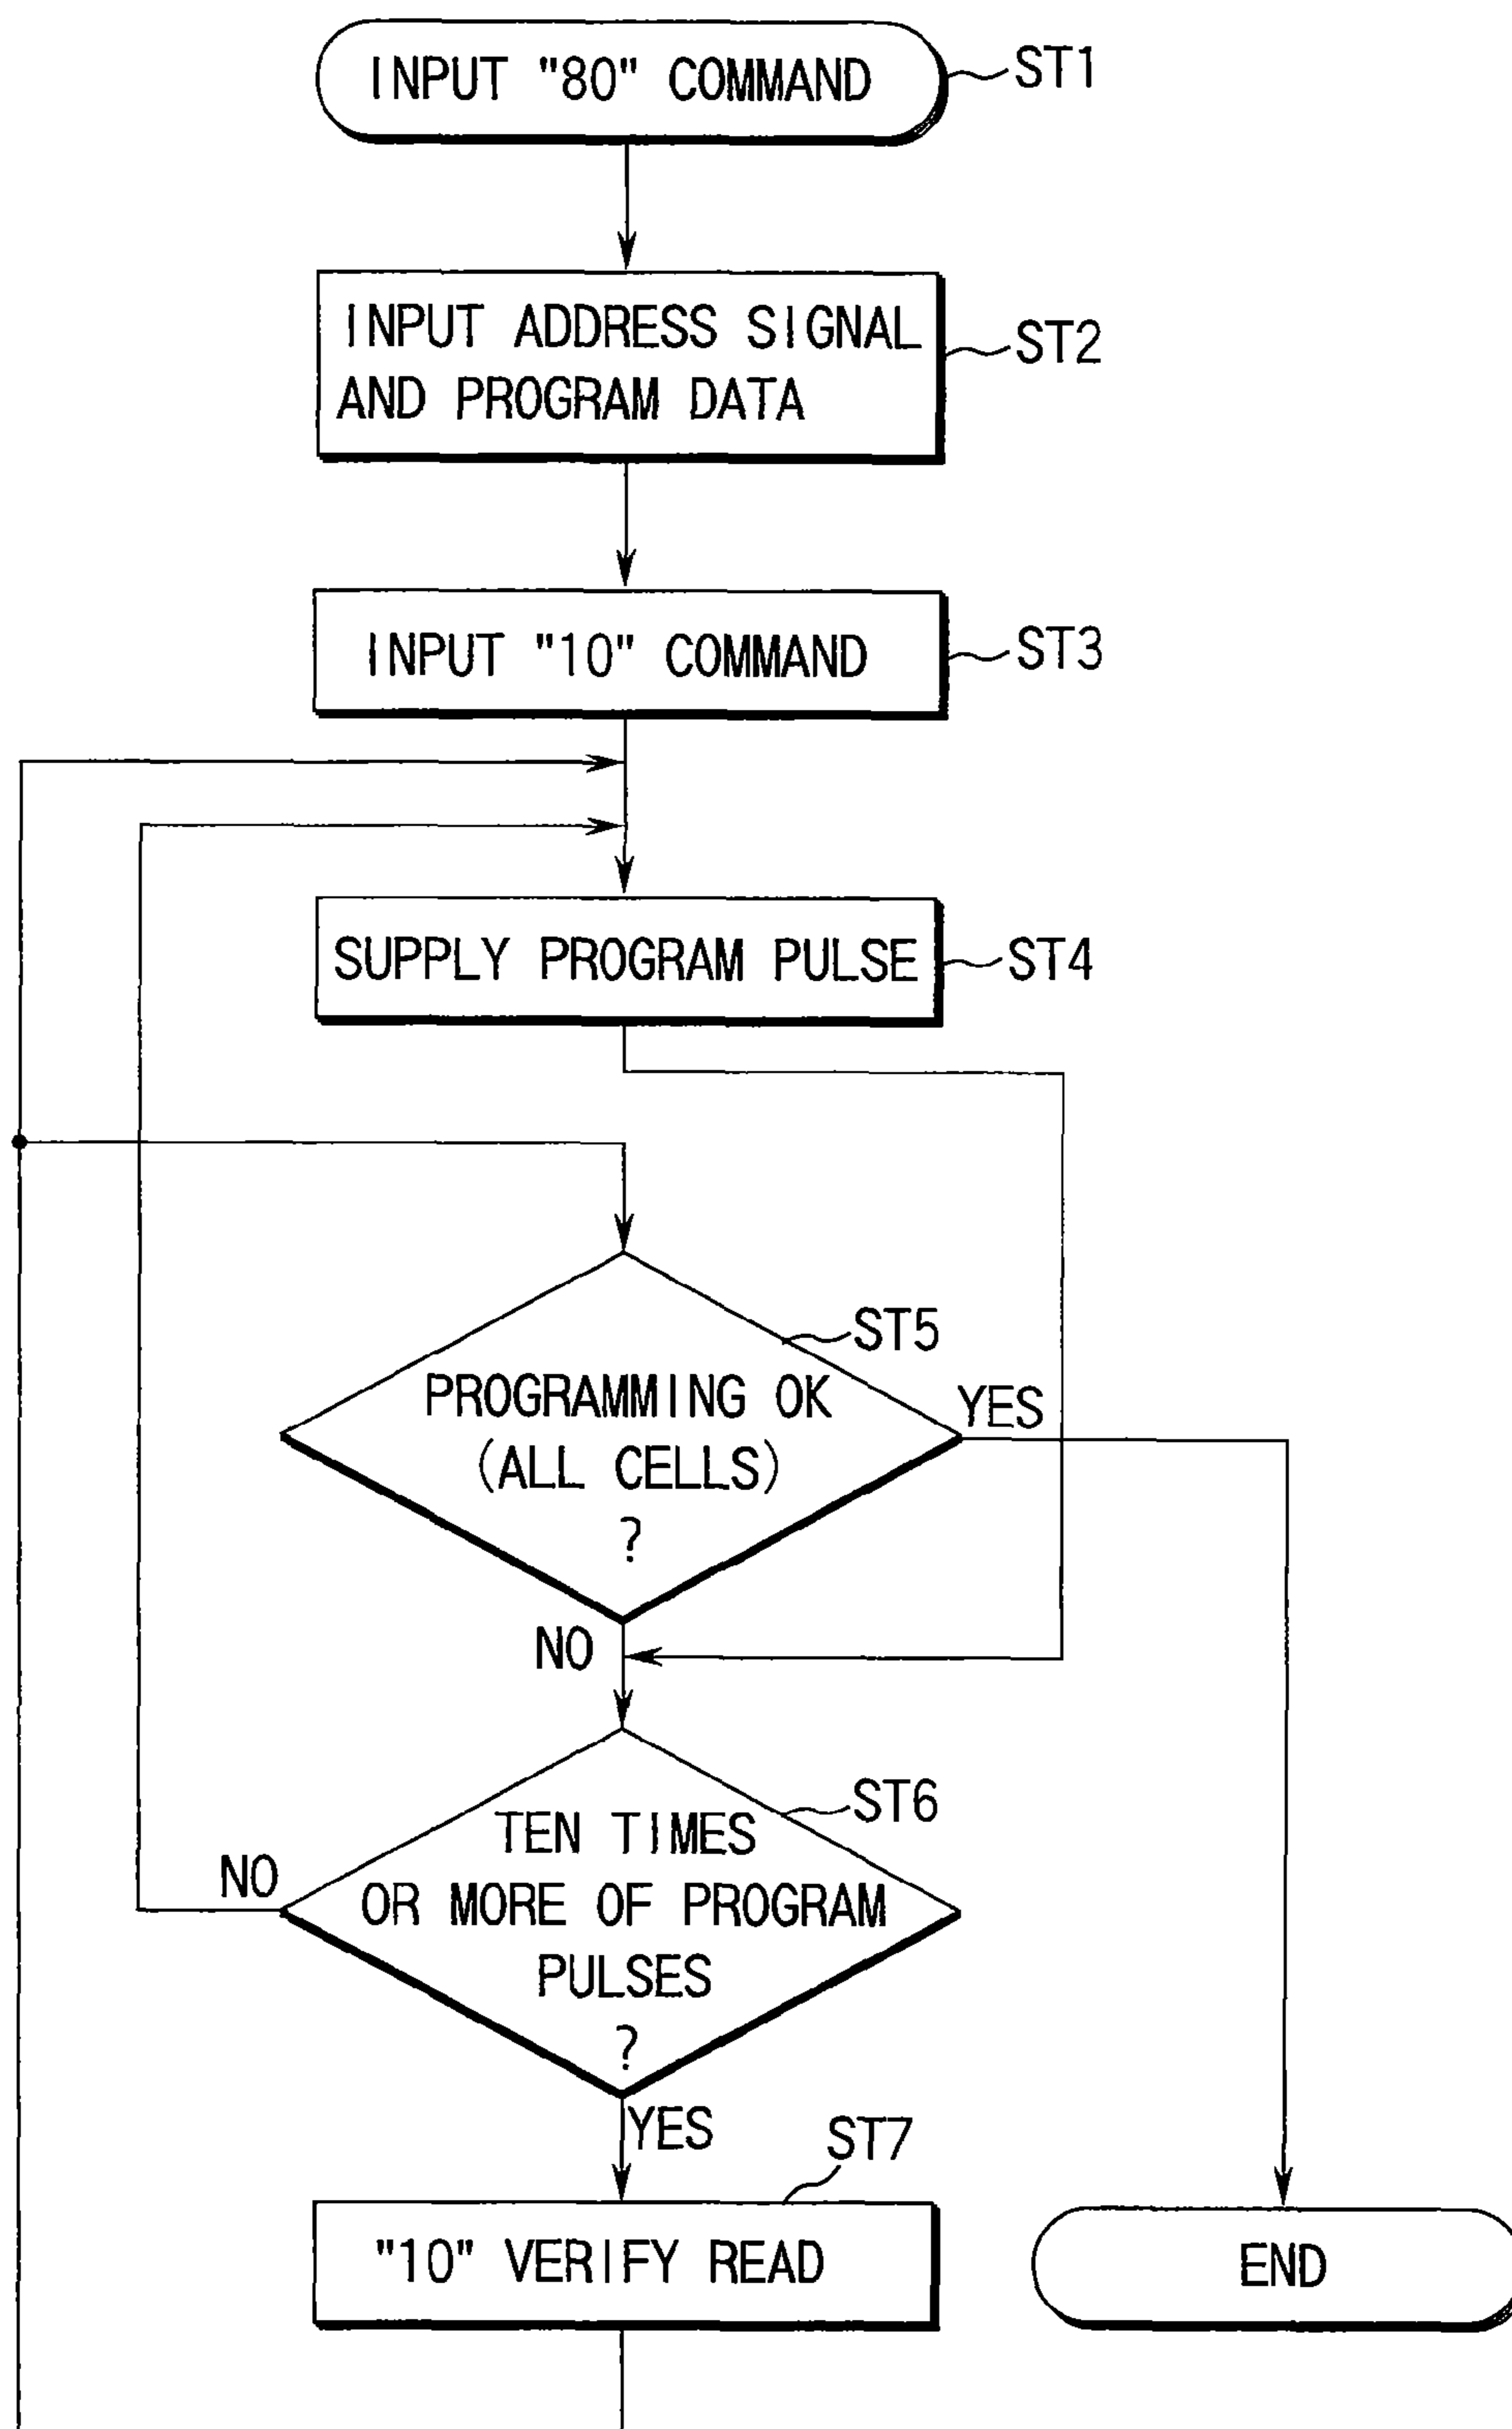 INPUT "80" COMMAND
ST1
INPUT ADDRESS SIGNAL
AND PROGRAM DATA
ST2
INPUT "10" COMMAND
ST3
SUPPLY PROGRAM PULSE
ST4
ST5
PROGRAMMING OK
(ALL CELLS)
?
YES
NO
ST6
TEN TIMES
OR MORE OF PROGRAM
PULSES
?
NO
YES
ST7
"10" VERIFY READ
END